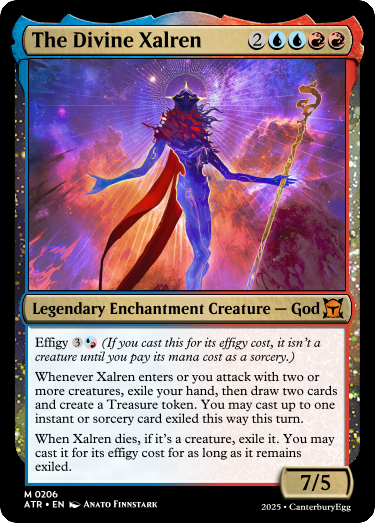 The Divine Xalren 2
Legendary Enchantment Creature — God
Effigy 3 (If you cast this for its effigy cost, it isn't a
creature until you pay its mana cost as a sorcery.)
Whenever Xalren enters or you attack with two
or more creatures, exile your hand, then draw two cards
and create a Treasure token. You may cast up to one
instant or sorcery card exiled this way this turn.
When Xalren dies, if it's a creature, exile it. You may
cast it for its effigy cost for as long as it remains
exiled.
7/5
M 0206
ATR • EN Anato Finnstark
2025 • CanterburyEgg